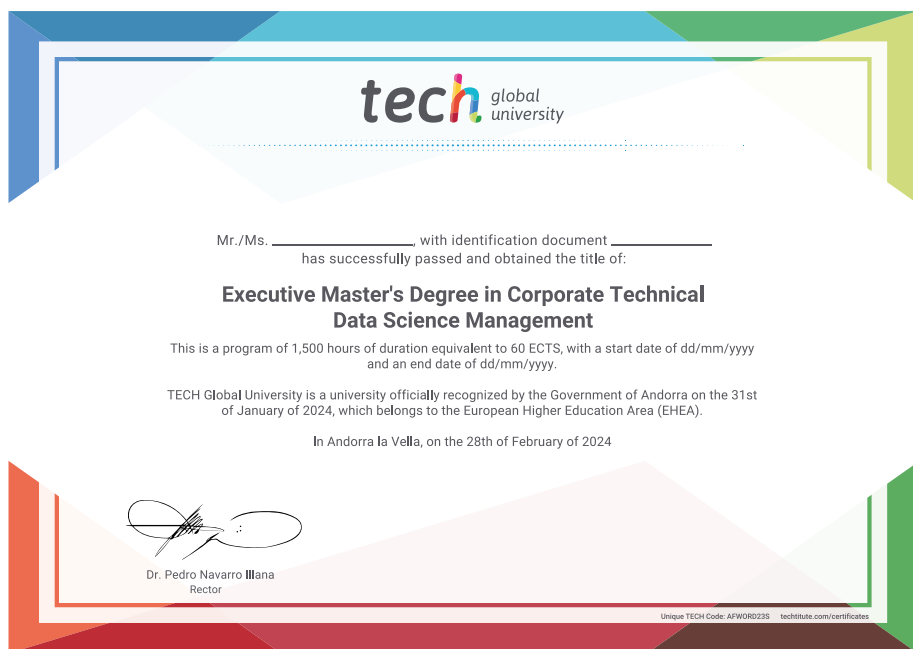 tech global university
Mr./Ms. ____________, with identification document ____________
has successfully passed and obtained the title of:
Executive Master's Degree in Corporate Technical
Data Science Management
This is a program of 1,500 hours of duration equivalent to 60 ECTS, with a start date of dd/mm/yyyy
and an end date of dd/mm/yyyy.
TECH Global University is a university officially recognized by the Government of Andorra on the 31st
of January of 2024, which belongs to the European Higher Education Area (EHEA).
In Andorra la Vella, on the 28th of February of 2024
Dr. Pedro Navarro Illana
Rector
Unique TECH Code: AFWORD23S techtitute.com/certificates